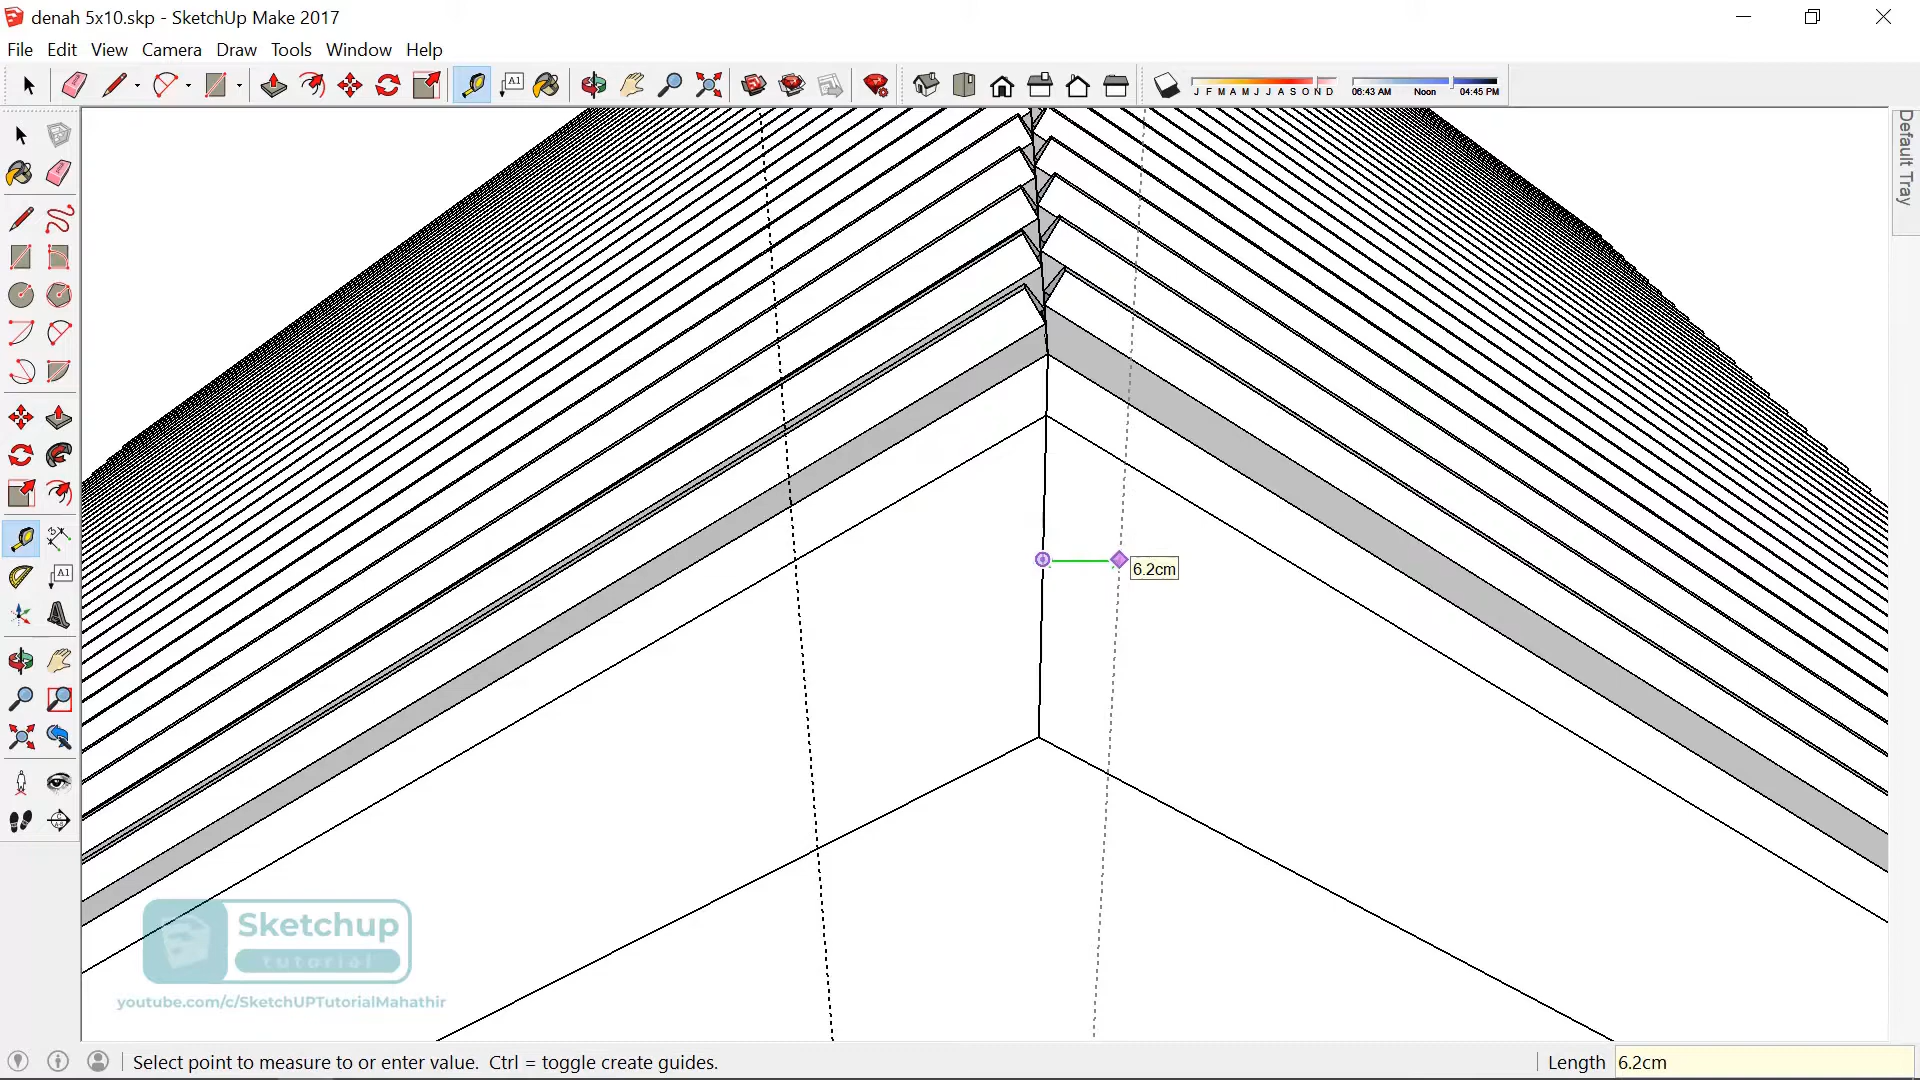 denah 5x10.skp - SketchUp Make 2017
File Edit View Camera Draw Tools Window Help
A1
J F M A M J J A S O N D
06:43 AM Noon 04:45 PM
Default Tray
A1
6.2cm
Sketchup
tutorial
youtube.com/c/SketchUPTutorialMahathir
Select point to measure to or enter value. Ctrl = toggle create guides.
Length 6.2cm